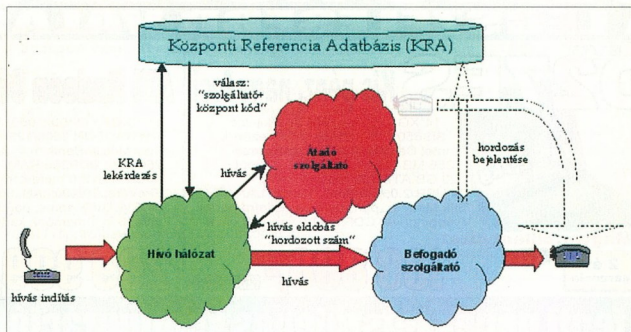 Központi Referencia Adatbázis (KRA)
válasz:
"szolgáltató+
központ kód"
KRA
lekérdezés
hívás
Átadó
szolgáltató
hordozás
bejelentése
hívás eldobás
"hordozott szám"
Hívó hálózat
Befogadó
szolgáltató
hívás
hívás indítás